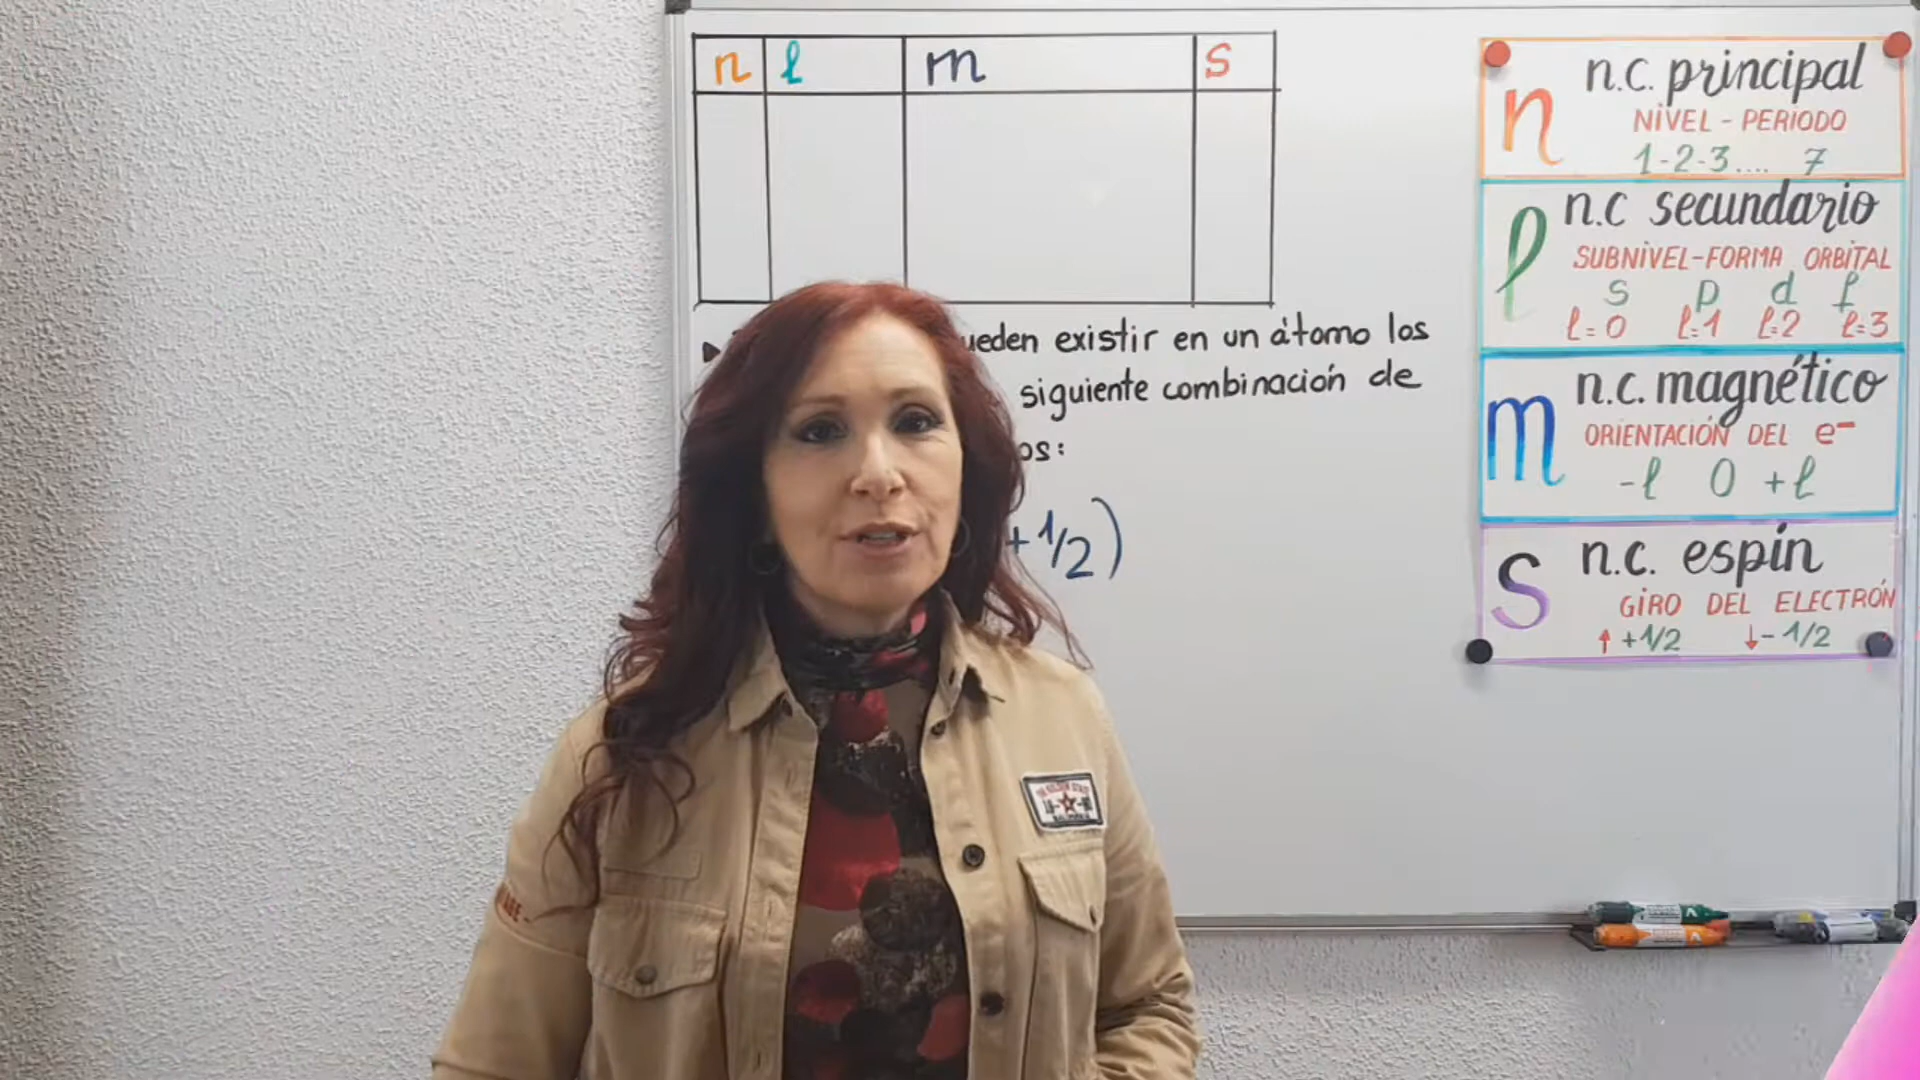 n l m s
ueden existir en un átomo los
siguiente combinación de
os:
+1/2)
n n.c. principal
NIVEL - PERIODO
1-2-3.... 7
l n.c secundario
SUBNIVEL-FORMA ORBITAL
s p d f
l=0 l=1 l=2 l=3
m n.c. magnético
ORIENTACIÓN DEL e-
-l 0 +l
s n.c. espín
GIRO DEL ELECTRÓN
↑ +1/2 ↓ - 1/2